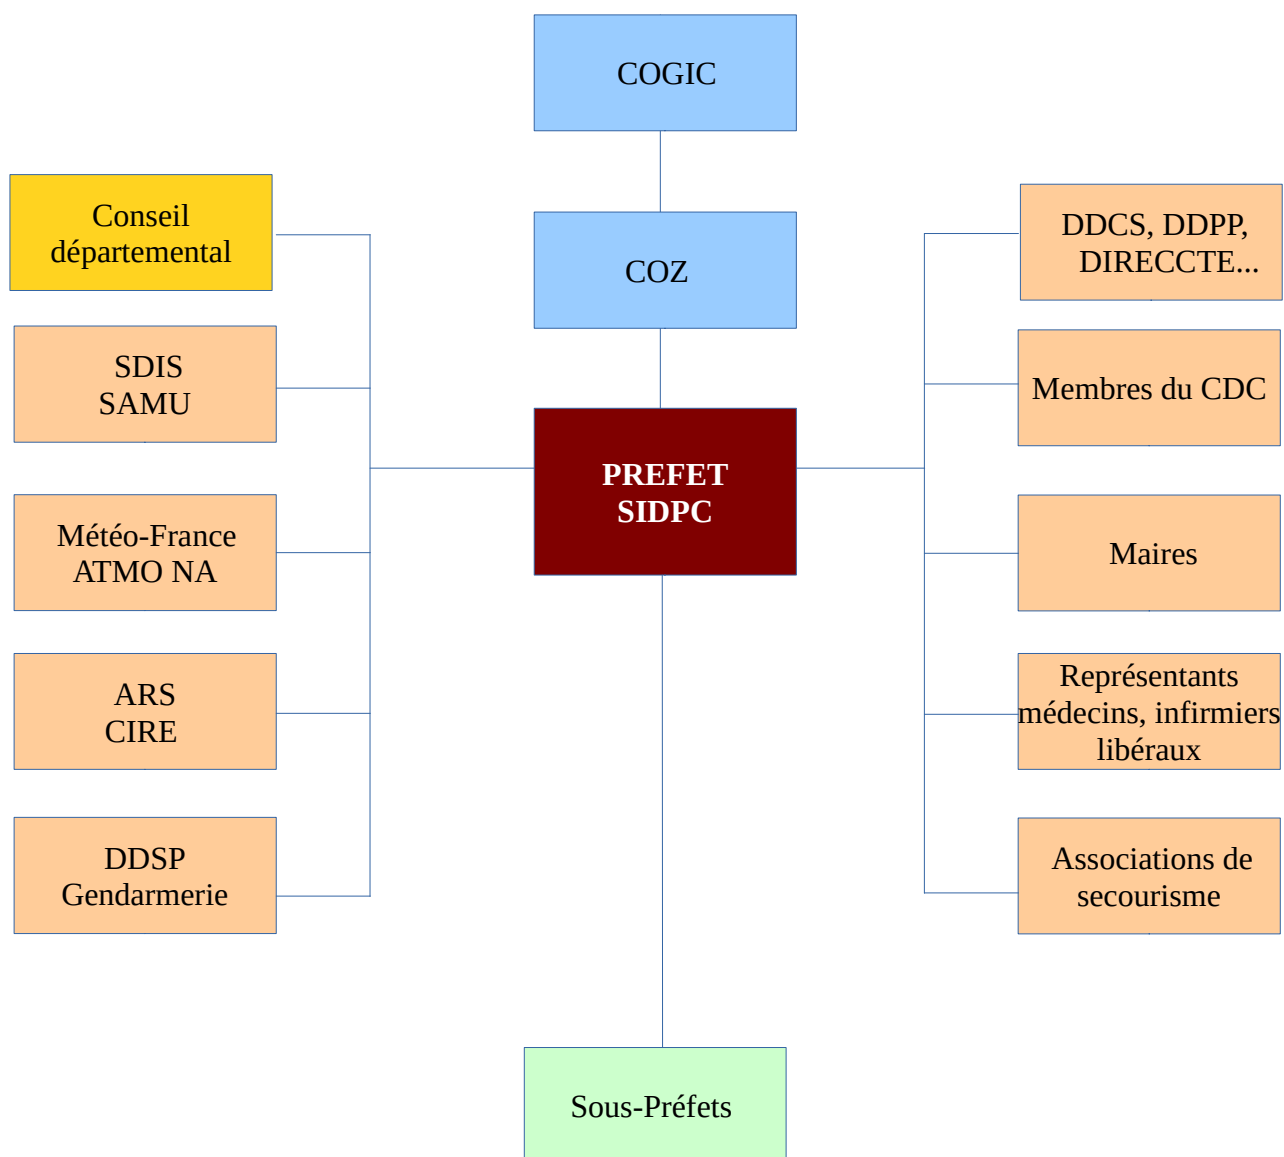 COGIC
COZ
PREFET
SIDPC
Conseil
départemental
SDIS
SAMU
Météo-France
ATMO NA
ARS
CIRE
DDSP
Gendarmerie
DDCS, DDPP,
DIRECCTE...
Membres du CDC
Maires
Représentants
médecins, infirmiers
libéraux
Associations de
secourisme
Sous-Préfets